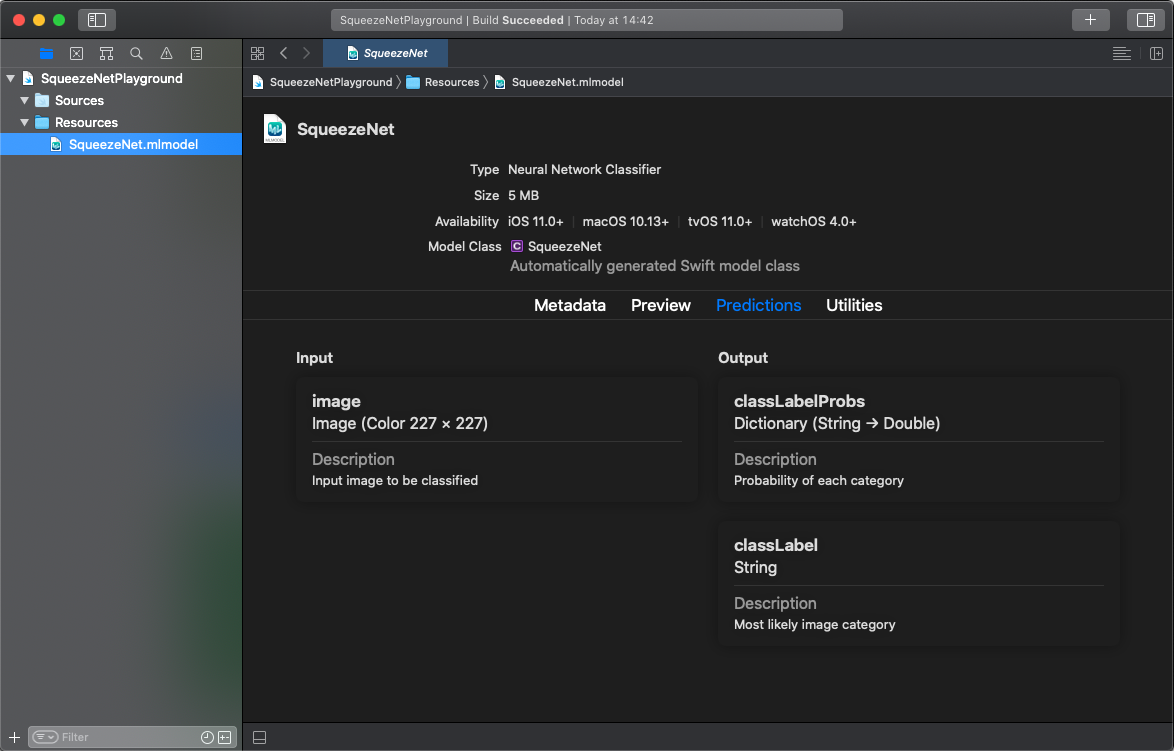 SqueezeNetPlayground | Build Succeeded | Today at 14:42
SqueezeNet
SqueezeNetPlayground
Sources
Resources
SqueezeNet.mlmodel
SqueezeNetPlayground
Resources
SqueezeNet.mlmodel
SqueezeNet
Type Neural Network Classifier
Size 5 MB
Availability iOS 11.0+ macOS 10.13+ tvOS 11.0+ watchOS 4.0+
Model Class C SqueezeNet
Automatically generated Swift model class
Metadata Preview Predictions Utilities
Input
image
Image (Color 227 × 227)
Description
Input image to be classified
Output
classLabelProbs
Dictionary (String → Double)
Description
Probability of each category
classLabel
String
Description
Most likely image category
Filter